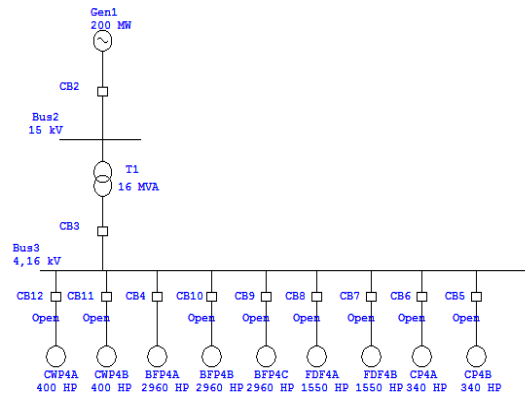 Gen1
200 MW
CB2
Bus2
15 kV
T1
16 MVA
CB3
Bus3
4,16 kV
CB12 CB11 CB4 CB10 CB9 CB8 CB7 CB6 CB5
Open Open Open Open Open Open Open Open
CWP4A CWP4B BFP4A BFP4B BFP4C FDF4A FDF4B CP4A CP4B
400 HP 400 HP 2960 HP 2960 HP 2960 HP 1550 HP 1550 HP 340 HP 340 HP